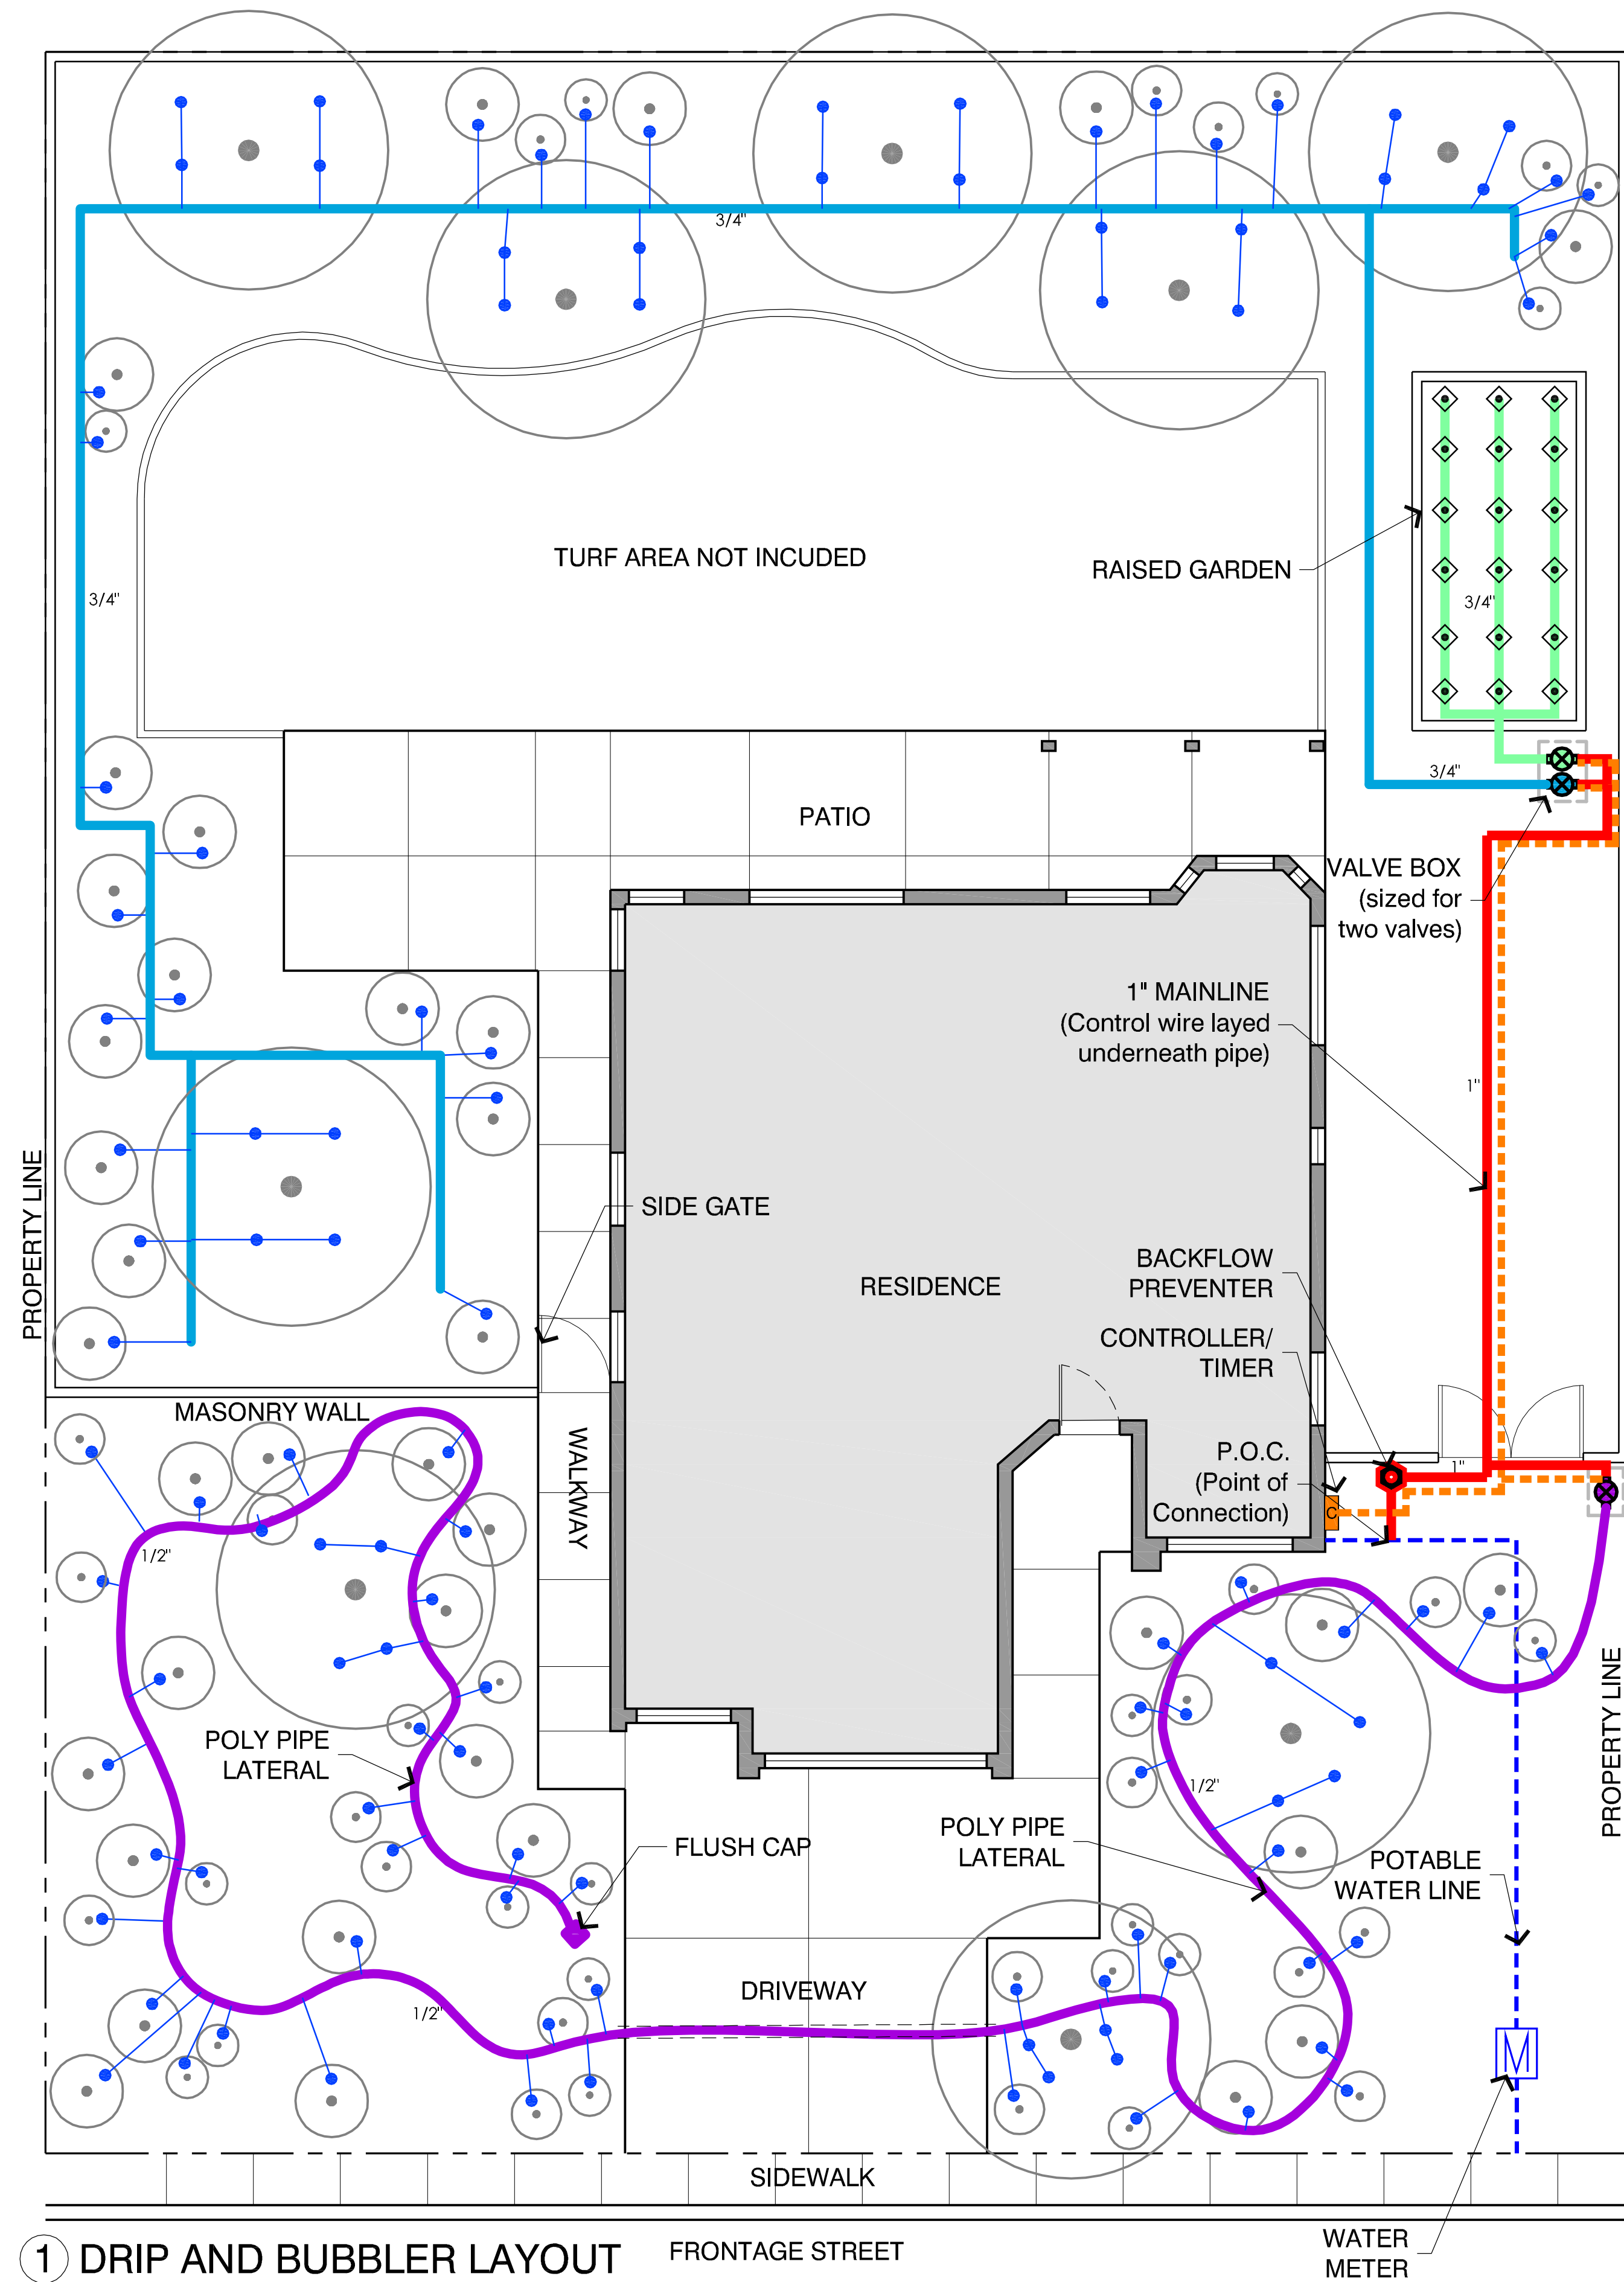 3/4"
TURF AREA NOT INCUDED
RAISED GARDEN
3/4"
3/4"
3/4"
PATIO
VALVE BOX
(sized for
two valves)
1" MAINLINE
(Control wire layed
underneath pipe)
1"
PROPERTY LINE
SIDE GATE
RESIDENCE
BACKFLOW
PREVENTER
CONTROLLER/
TIMER
MASONRY WALL
WALKWAY
P.O.C.
(Point of
Connection)
1"
C
1/2"
PROPERTY LINE
POLY PIPE
LATERAL
1/2"
FLUSH CAP
POLY PIPE
LATERAL
POTABLE
WATER LINE
DRIVEWAY
1/2"
M
SIDEWALK
1 DRIP AND BUBBLER LAYOUT
FRONTAGE STREET
WATER
METER